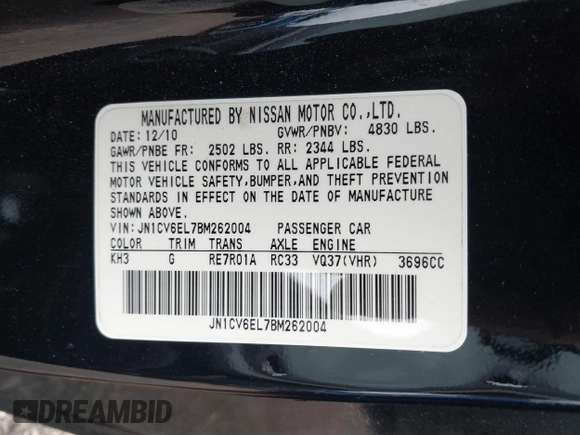 MANUFACTURED BY NISSAN MOTOR CO.,LTD.
DATE: 12/10 GVWR/PNBV: 4830 LBS.
GAWR/PNBE FR: 2502 LBS. RR: 2344 LBS.
THIS VEHICLE CONFORMS TO ALL APPLICABLE FEDERAL
MOTOR VEHICLE SAFETY,BUMPER,AND THEFT PREVENTION
STANDARDS IN EFFECT ON THE DATE OF MANUFACTURE
SHOWN ABOVE.
VIN: JN1CV6EL7BM262004 PASSENGER CAR
COLOR TRIM TRANS AXLE ENGINE
KH3 G RE7R01A RC33 VQ37(VHR) 3696CC
JN1CV6EL7BM262004
DREAMBID